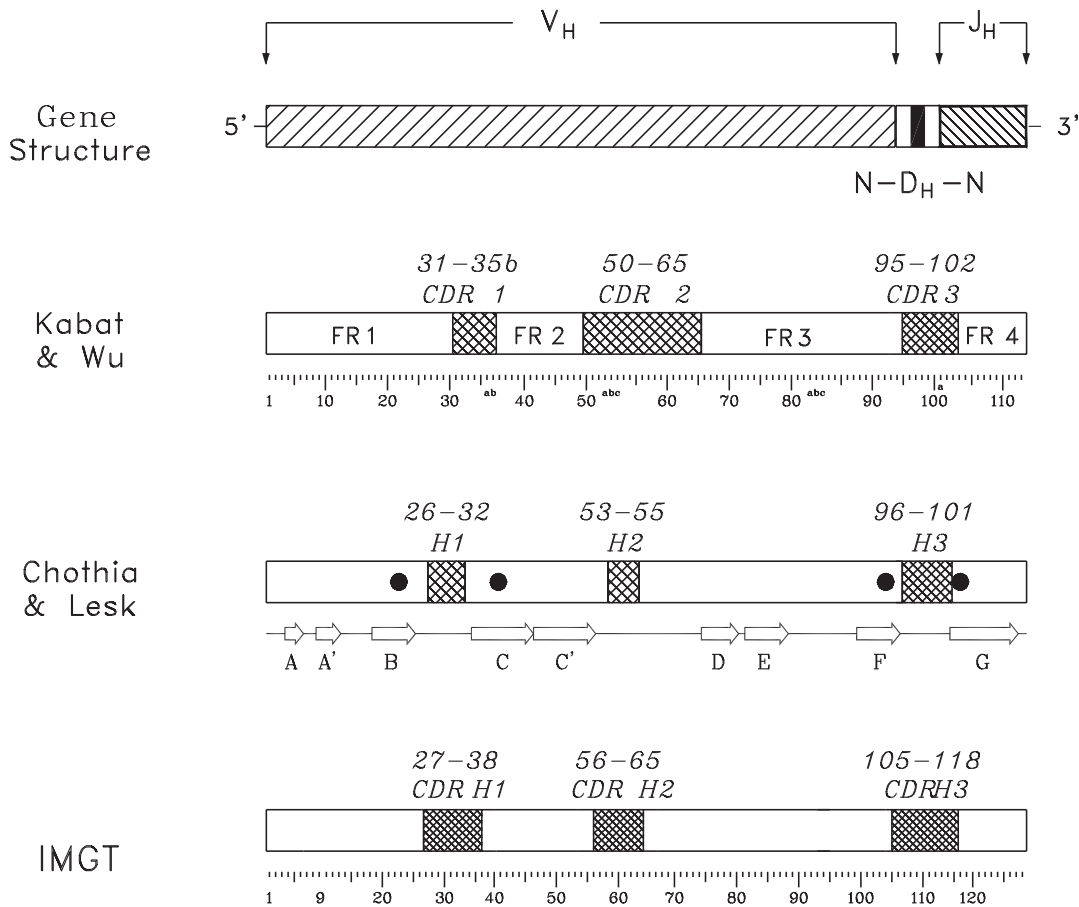 V_H J_H
Gene
Structure
5' 3'
N-D_H-N
31-35b 50-65 95-102
CDR 1 CDR 2 CDR 3
Kabat
& Wu
FR 1 FR 2 FR 3 FR 4
ab abc abc a
1 10 20 30 40 50 60 70 80 90 100 110
26-32 53-55 96-101
H1 H2 H3
Chothia
& Lesk
A A' B C C' D E F G
27-38 56-65 105-118
CDR H1 CDR H2 CDRH3
IMGT
1 9 20 30 40 50 60 70 80 90 100 110 120